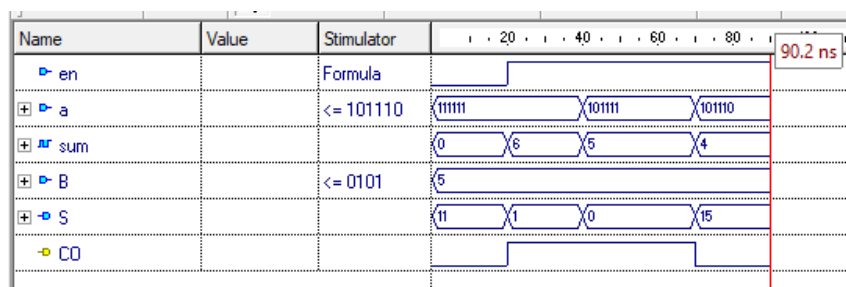 Name Value Stimulator 20 40 60 80
90.2 ns
en Formula
a <= 101110 111111 101111 101110
sum 0 6 5 4
B <= 0101 5
S 11 1 0 15
CO